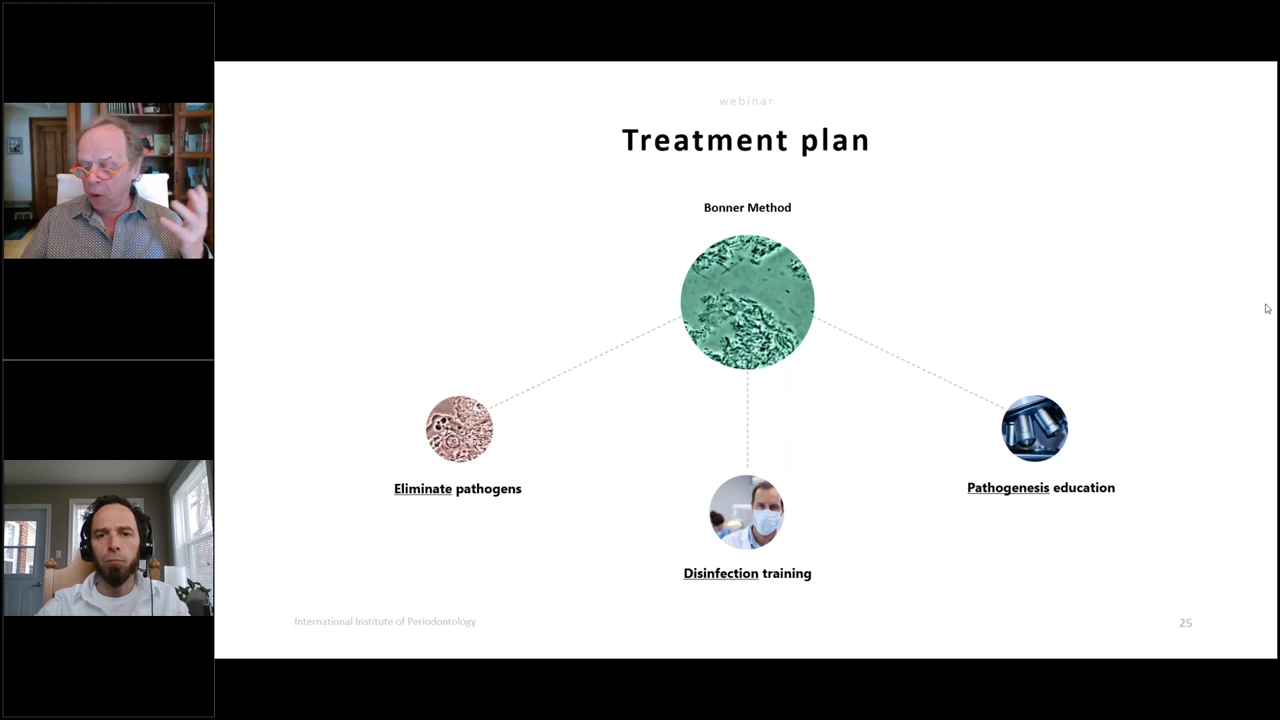 webinar
Treatment plan
Bonner Method
Eliminate pathogens
Pathogenesis education
Disinfection training
International Institute of Periodontology
25